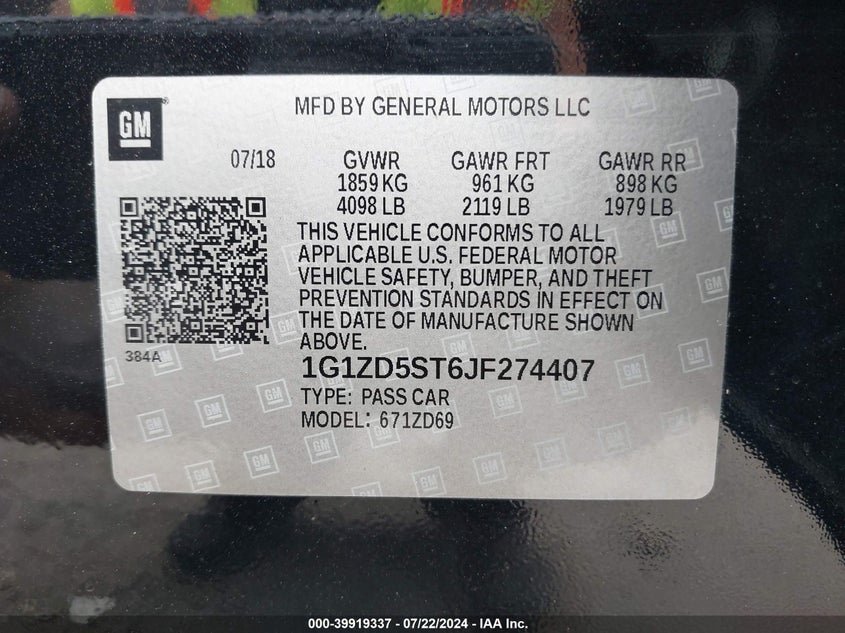 MFD BY GENERAL MOTORS LLC
GM
07/18 GVWR GAWR FRT GAWR RR
1859 KG 961 KG 898 KG
4098 LB 2119 LB 1979 LB
THIS VEHICLE CONFORMS TO ALL
APPLICABLE U.S. FEDERAL MOTOR
VEHICLE SAFETY, BUMPER, AND THEFT
PREVENTION STANDARDS IN EFFECT ON
THE DATE OF MANUFACTURE SHOWN
ABOVE.
384A
1G1ZD5ST6JF274407
TYPE: PASS CAR
MODEL: 671ZD69
000-39919337 - 07/22/2024 - IAA Inc.